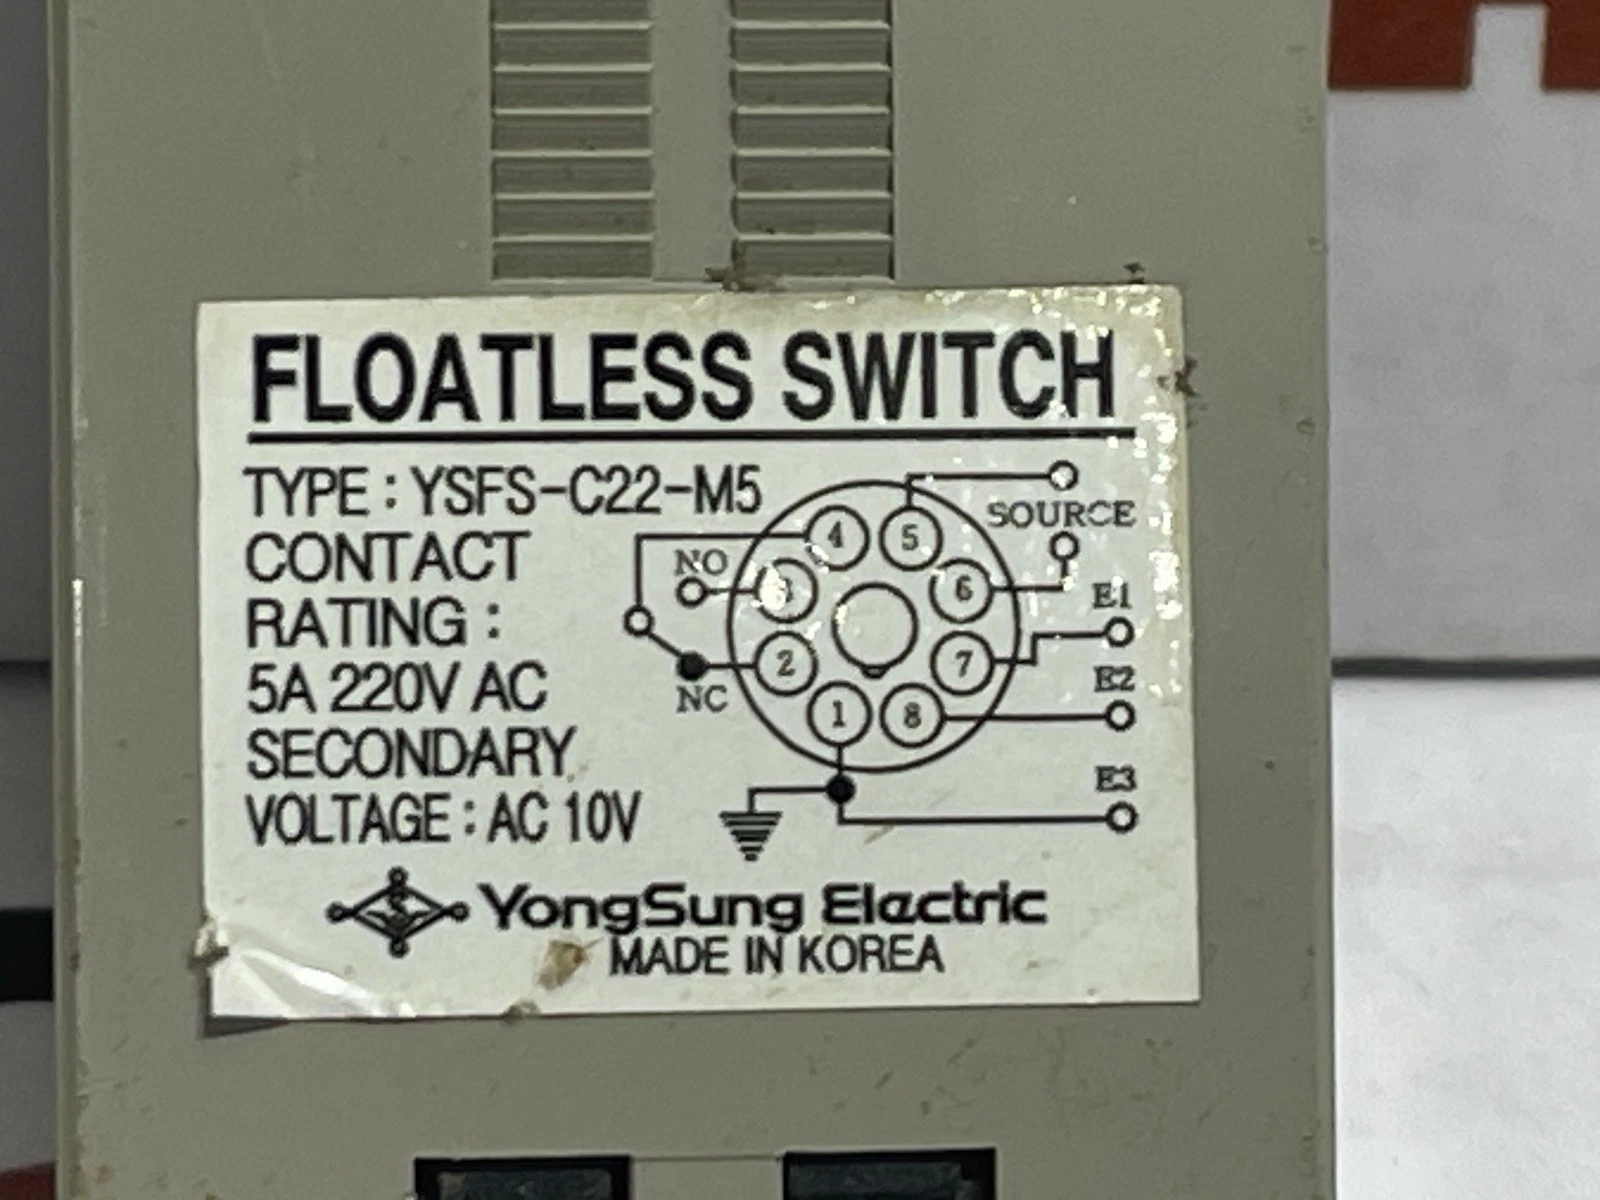 FLOATLESS SWITCH
TYPE : YSFS-C22-M5
CONTACT
RATING :
5A 220V AC
SECONDARY
VOLTAGE : AC 10V
4
5
SOURCE
NO
3
6
E1
2
7
NC
E2
1
8
E3
YongSung Electric
MADE IN KOREA